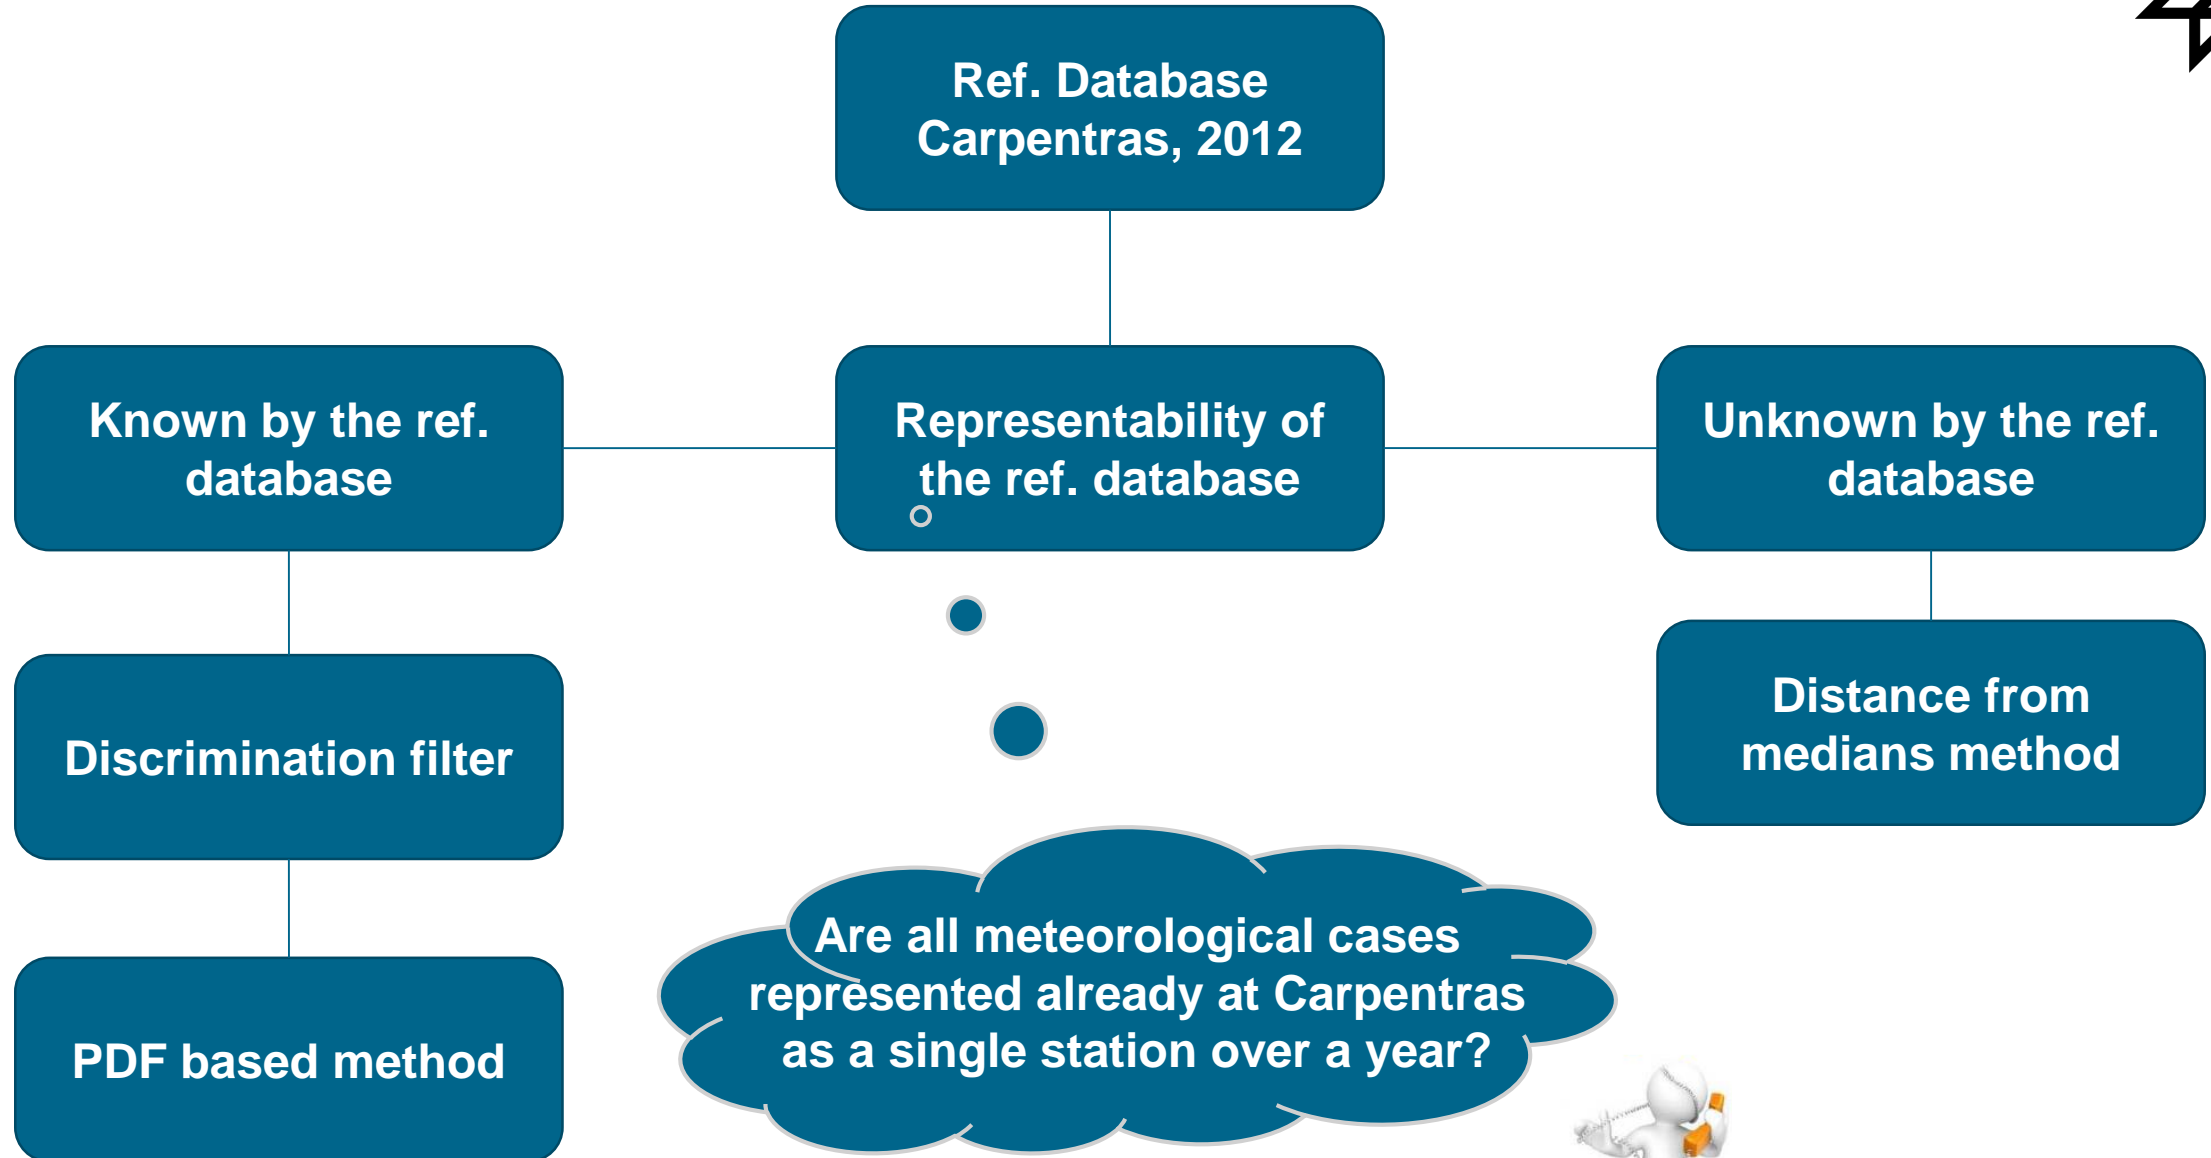 Ref. Database
Carpentras, 2012
Known by the ref.
database
Representability of
the ref. database
Unknown by the ref.
database
Discrimination filter
Distance from
medians method
PDF based method
Are all meteorological cases
represented already at Carpentras
as a single station over a year?